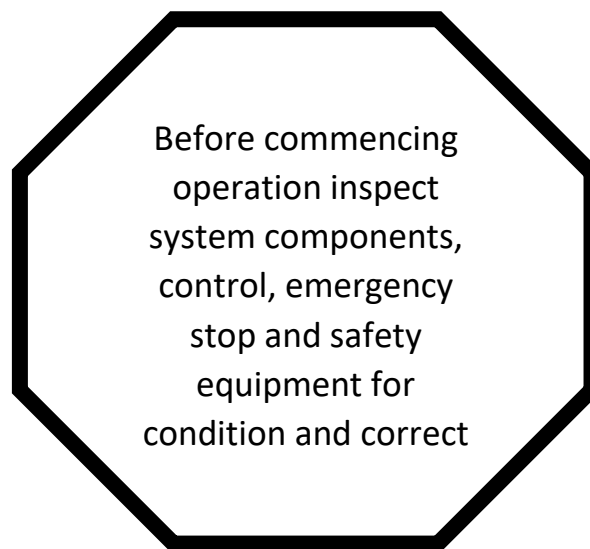 Before commencing
operation inspect
system components,
control, emergency
stop and safety
equipment for
condition and correct